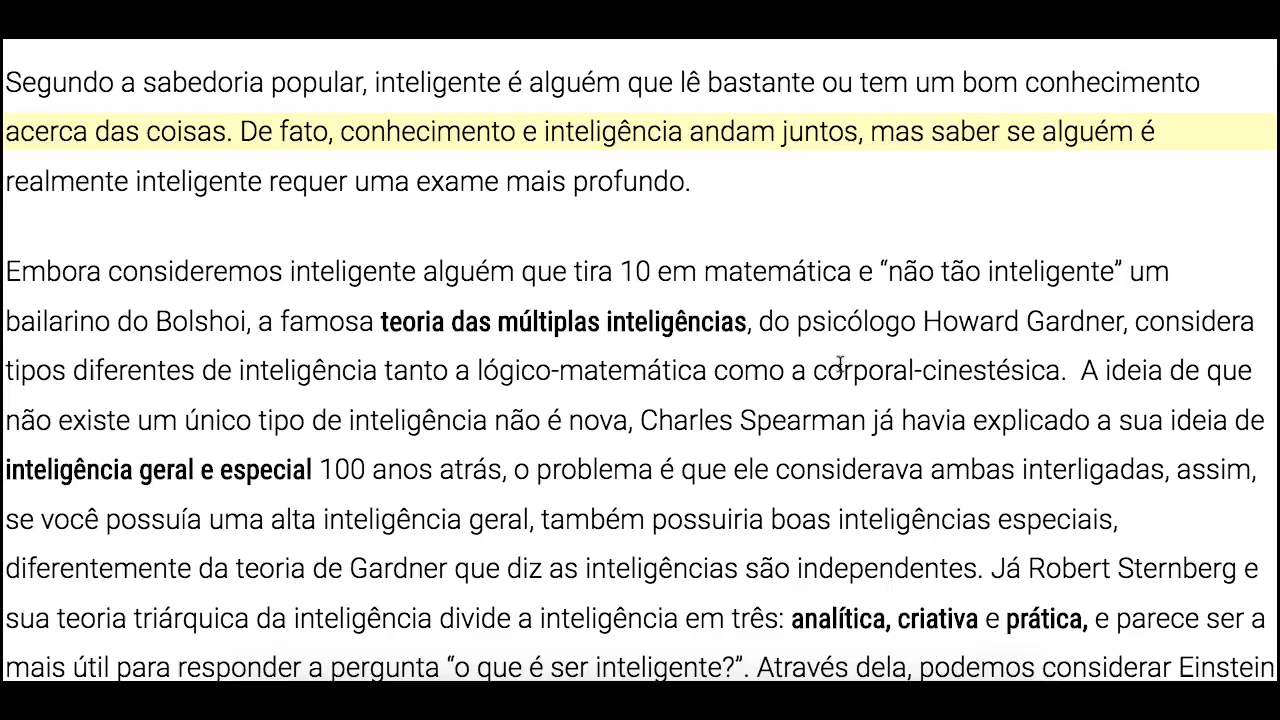 Segundo a sabedoria popular, inteligente é alguém que lê bastante ou tem um bom conhecimento
acerca das coisas. De fato, conhecimento e inteligência andam juntos, mas saber se alguém é
realmente inteligente requer uma exame mais profundo.
Embora consideremos inteligente alguém que tira 10 em matemática e “não tão inteligente” um
bailarino do Bolshoi, a famosa teoria das múltiplas inteligências, do psicólogo Howard Gardner, considera
tipos diferentes de inteligência tanto a lógico-matemática como a corporal-cinestésica.  A ideia de que
não existe um único tipo de inteligência não é nova, Charles Spearman já havia explicado a sua ideia de
inteligência geral e especial 100 anos atrás, o problema é que ele considerava ambas interligadas, assim,
se você possuía uma alta inteligência geral, também possuiria boas inteligências especiais,
diferentemente da teoria de Gardner que diz as inteligências são independentes. Já Robert Sternberg e
sua teoria triárquica da inteligência divide a inteligência em três: analítica, criativa e prática, e parece ser a
mais útil para responder a pergunta “o que é ser inteligente?”. Através dela, podemos considerar Einstein